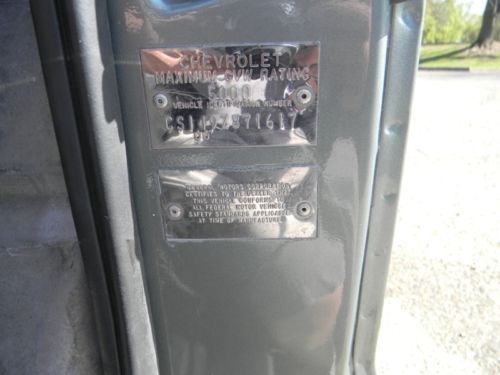 CHEVROLET
MAXIMUM GVW RATING
5000
VEHICLE IDENTIFICATION NUMBER
GENERAL MOTORS CORPORATION
CERTIFIES TO THE DEALER THAT
THIS VEHICLE CONFORMS TO
ALL FEDERAL MOTOR VEHICLE
SAFETY STANDARDS APPLICABLE
AT TIME OF MANUFACTURE